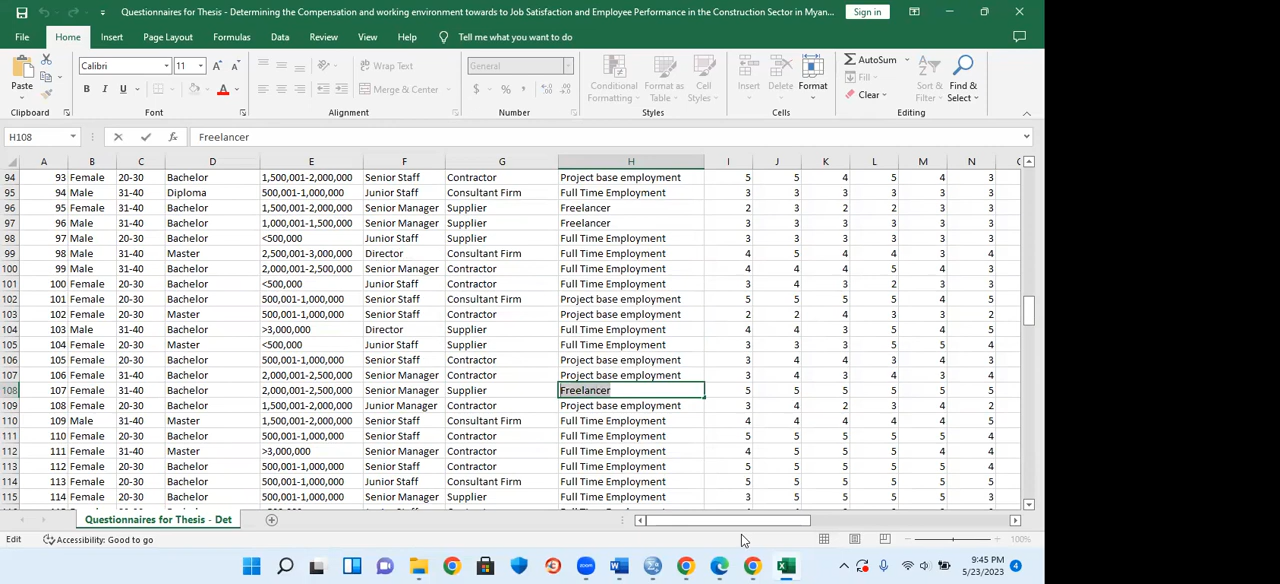 Questionnaires for Thesis - Determining the Compensation and working environment towards to Job Satisfaction and Employee Performance in the Construction Sector in Myan... Sign in
File Home Insert Page Layout Formulas Data Review View Help Tell me what you want to do
Paste Calibri 11 Wrap Text General Conditional Formatting Format as Table Cell Styles Insert Delete Format AutoSum Fill Clear Sort & Filter Find & Select
B I U Merge & Center $ % ,
Clipboard Font Alignment Number Styles Cells Editing
H108 fx Freelancer
A B C D E F G H I J K L M N
94 93 Female 20-30 Bachelor 1,500,001-2,000,000 Senior Staff Contractor Project base employment 5 5 4 5 4 3
95 94 Male 31-40 Diploma 500,001-1,000,000 Junior Staff Consultant Firm Full Time Employment 3 3 3 3 3 3
96 95 Female 31-40 Bachelor 1,500,001-2,000,000 Senior Manager Supplier Freelancer 2 3 2 2 3 3
97 96 Male 31-40 Bachelor 1,000,001-1,500,000 Senior Manager Supplier Freelancer 3 3 3 3 3 3
98 97 Male 20-30 Bachelor <500,000 Junior Staff Supplier Full Time Employment 3 3 3 3 3 3
99 98 Male 31-40 Master 2,500,001-3,000,000 Director Consultant Firm Full Time Employment 4 5 4 4 3 4
100 99 Male 31-40 Bachelor 2,000,001-2,500,000 Senior Manager Contractor Full Time Employment 4 4 4 5 4 3
101 100 Female 31-40 Bachelor <500,000 Junior Staff Contractor Full Time Employment 3 4 3 2 3 3
102 101 Female 20-30 Bachelor 500,001-1,000,000 Senior Staff Consultant Firm Project base employment 5 5 5 5 4 5
103 102 Female 20-30 Master 500,001-1,000,000 Senior Staff Contractor Project base employment 2 2 4 3 3 2
104 103 Male 31-40 Bachelor >3,000,000 Director Supplier Full Time Employment 4 4 3 5 4 5
105 104 Female 20-30 Master <500,000 Junior Staff Supplier Full Time Employment 3 3 3 5 5 4
106 105 Female 20-30 Bachelor 500,001-1,000,000 Senior Staff Contractor Project base employment 3 4 4 3 4 3
107 106 Female 31-40 Bachelor 2,000,001-2,500,000 Senior Manager Contractor Project base employment 3 4 3 4 3 4
108 107 Female 31-40 Bachelor 2,000,001-2,500,000 Senior Manager Supplier Freelancer 5 5 5 5 5 5
109 108 Female 20-30 Bachelor 1,500,001-2,000,000 Junior Manager Contractor Project base employment 3 4 2 3 4 2
110 109 Male 31-40 Master 1,500,001-2,000,000 Senior Manager Consultant Firm Full Time Employment 4 4 4 4 4 5
111 110 Female 20-30 Bachelor 500,001-1,000,000 Senior Staff Contractor Full Time Employment 5 5 5 5 5 4
112 111 Female 31-40 Master >3,000,000 Senior Manager Contractor Full Time Employment 4 5 5 5 5 4
113 112 Female 20-30 Bachelor 500,001-1,000,000 Senior Staff Contractor Full Time Employment 5 5 5 5 5 4
114 113 Female 20-30 Bachelor 500,001-1,000,000 Junior Staff Consultant Firm Full Time Employment 5 5 5 5 5 4
115 114 Female 20-30 Bachelor 500,001-1,000,000 Senior Manager Supplier Full Time Employment 3 5 5 5 5 3
Questionnaires for Thesis - Det
Edit Accessibility: Good to go 100%
9:45 PM
5/23/2023 4